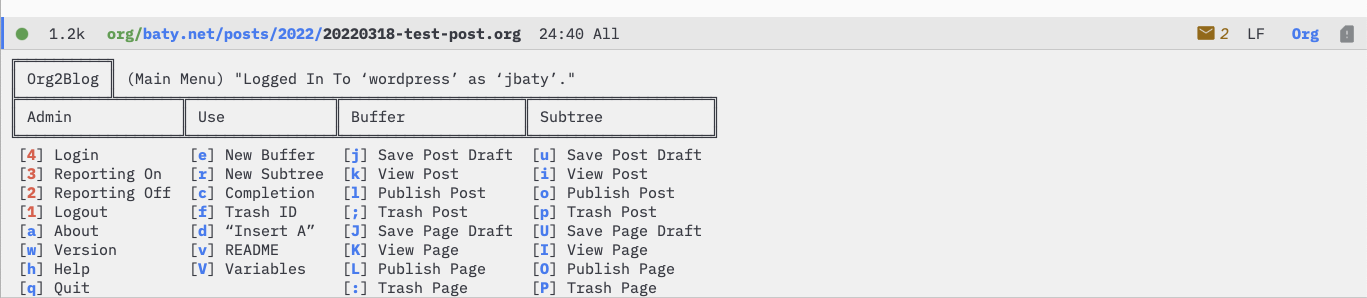 1.2k org/baty.net/posts/2022/20220318-test-post.org 24:40 All 2 LF Org
Org2Blog (Main Menu) "Logged In To ‘wordpress’ as ‘jbaty’."
Admin Use Buffer Subtree
[4] Login [e] New Buffer [j] Save Post Draft [u] Save Post Draft
[3] Reporting On [r] New Subtree [k] View Post [i] View Post
[2] Reporting Off [c] Completion [l] Publish Post [o] Publish Post
[1] Logout [f] Trash ID [;] Trash Post [p] Trash Post
[a] About [d] “Insert A” [J] Save Page Draft [U] Save Page Draft
[w] Version [v] README [K] View Page [I] View Page
[h] Help [V] Variables [L] Publish Page [O] Publish Page
[q] Quit [:] Trash Page [P] Trash Page